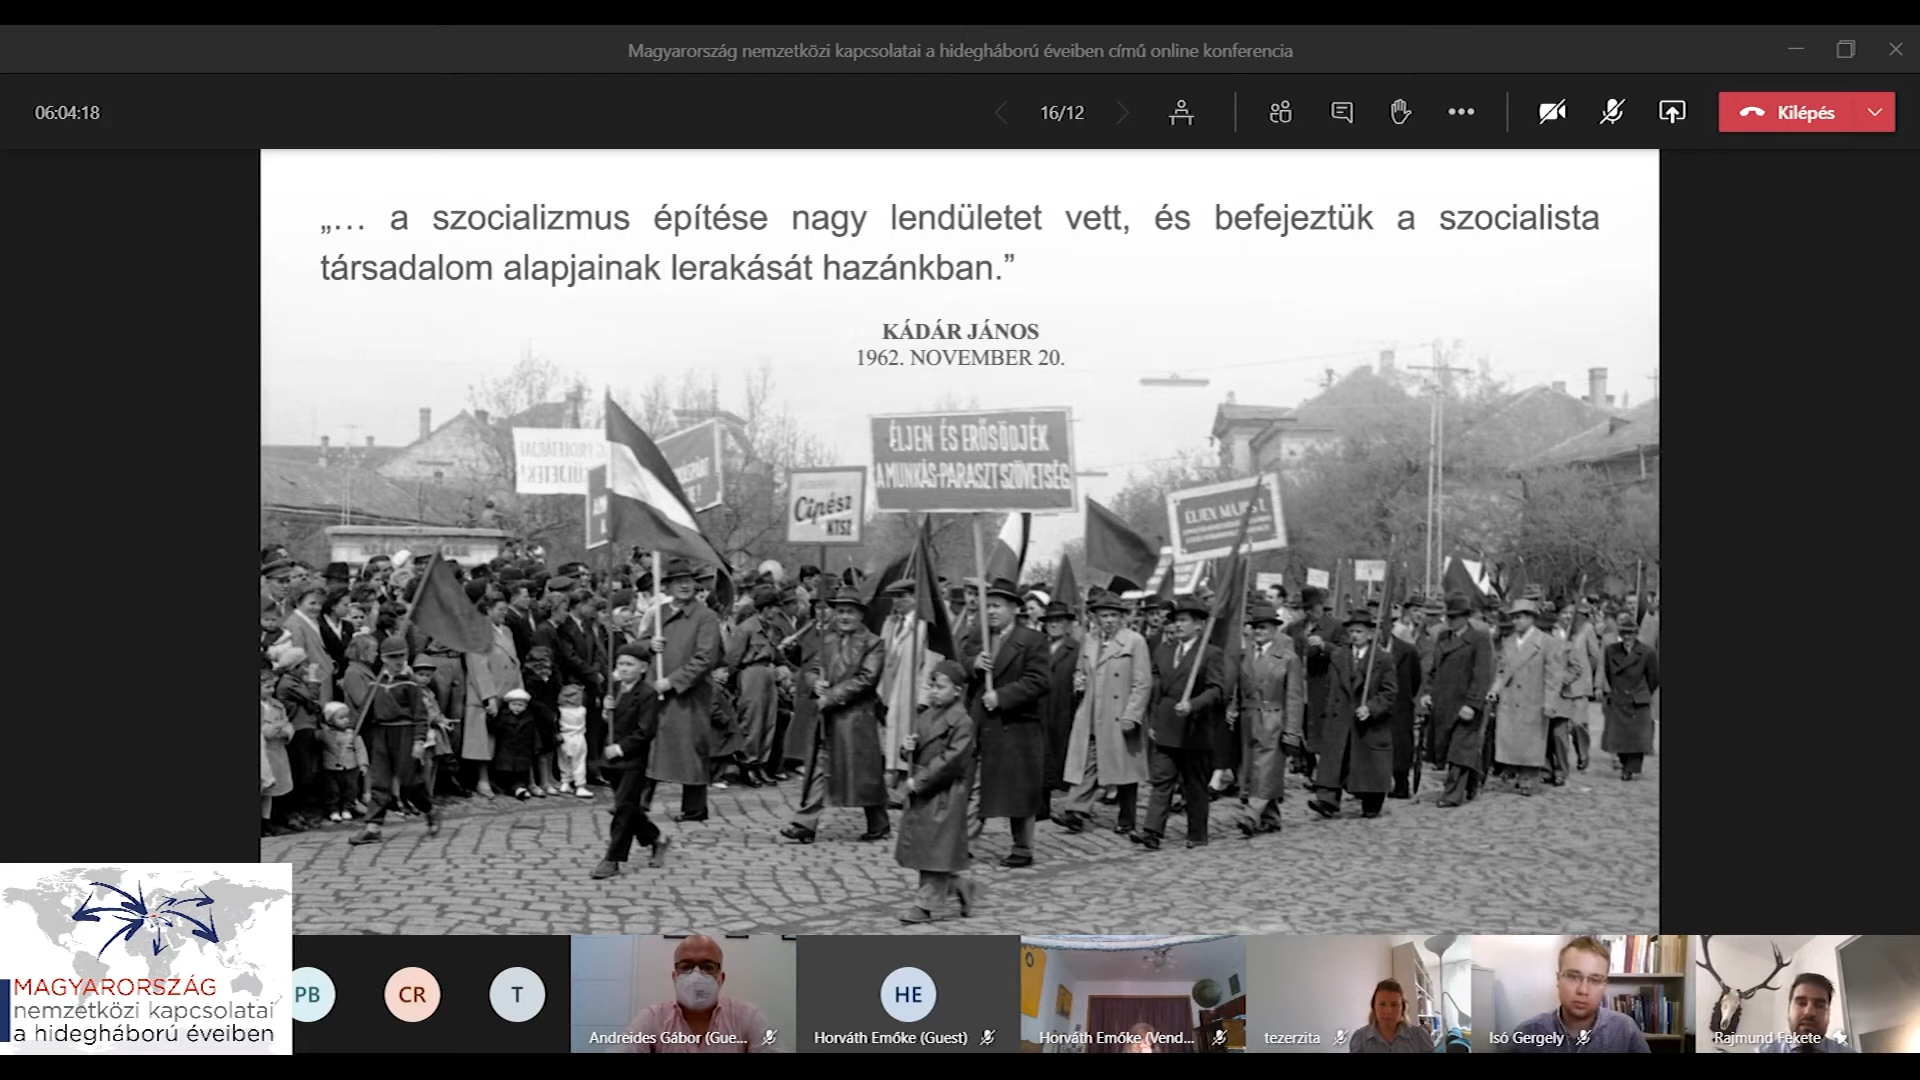 Magyarország nemzetközi kapcsolatai a hidegháború éveiben című online konferencia
06:04:18
16/12
Kilépés
„… a szocializmus építése nagy lendületet vett, és befejeztük a szocialista
társadalom alapjainak lerakását hazánkban.”
KÁDÁR JÁNOS
1962. NOVEMBER 20.
ÉLJEN ÉS ERŐSÖDJÉK
A MUNKÁS-PARASZT SZÖVETSÉG
Cipész
KTSZ
ÉLJEN MÁJUS 1.
MAGYARORSZÁG
nemzetközi kapcsolatai
a hidegháború éveiben
PB
CR
T
Andreides Gábor (Gue...
HE
Horváth Emőke (Guest)
Horváth Emőke (Vend...
tezerzita
Isó Gergely
Rajmund Fekete